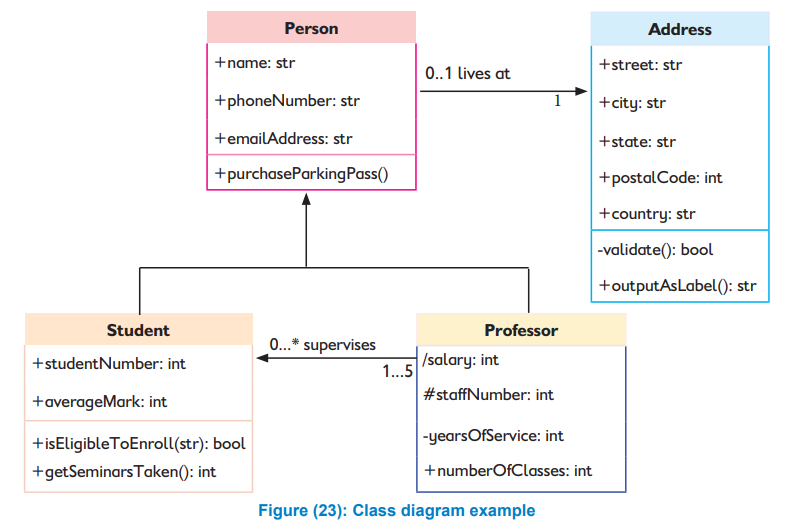 Person
+name: str
+phoneNumber: str
+emailAddress: str
+purchaseParkingPass()
0..1 lives at
1
Address
+street: str
+city: str
+state: str
+postalCode: int
+country: str
-validate(): bool
+outputAsLabel(): str
Student
+studentNumber: int
+averageMark: int
+isEligibleToEnroll(str): bool
+getSeminarsTaken(): int
0...* supervises
1...5
Professor
/salary: int
#staffNumber: int
-yearsOfService: int
+numberOfClasses: int
Figure (23): Class diagram example